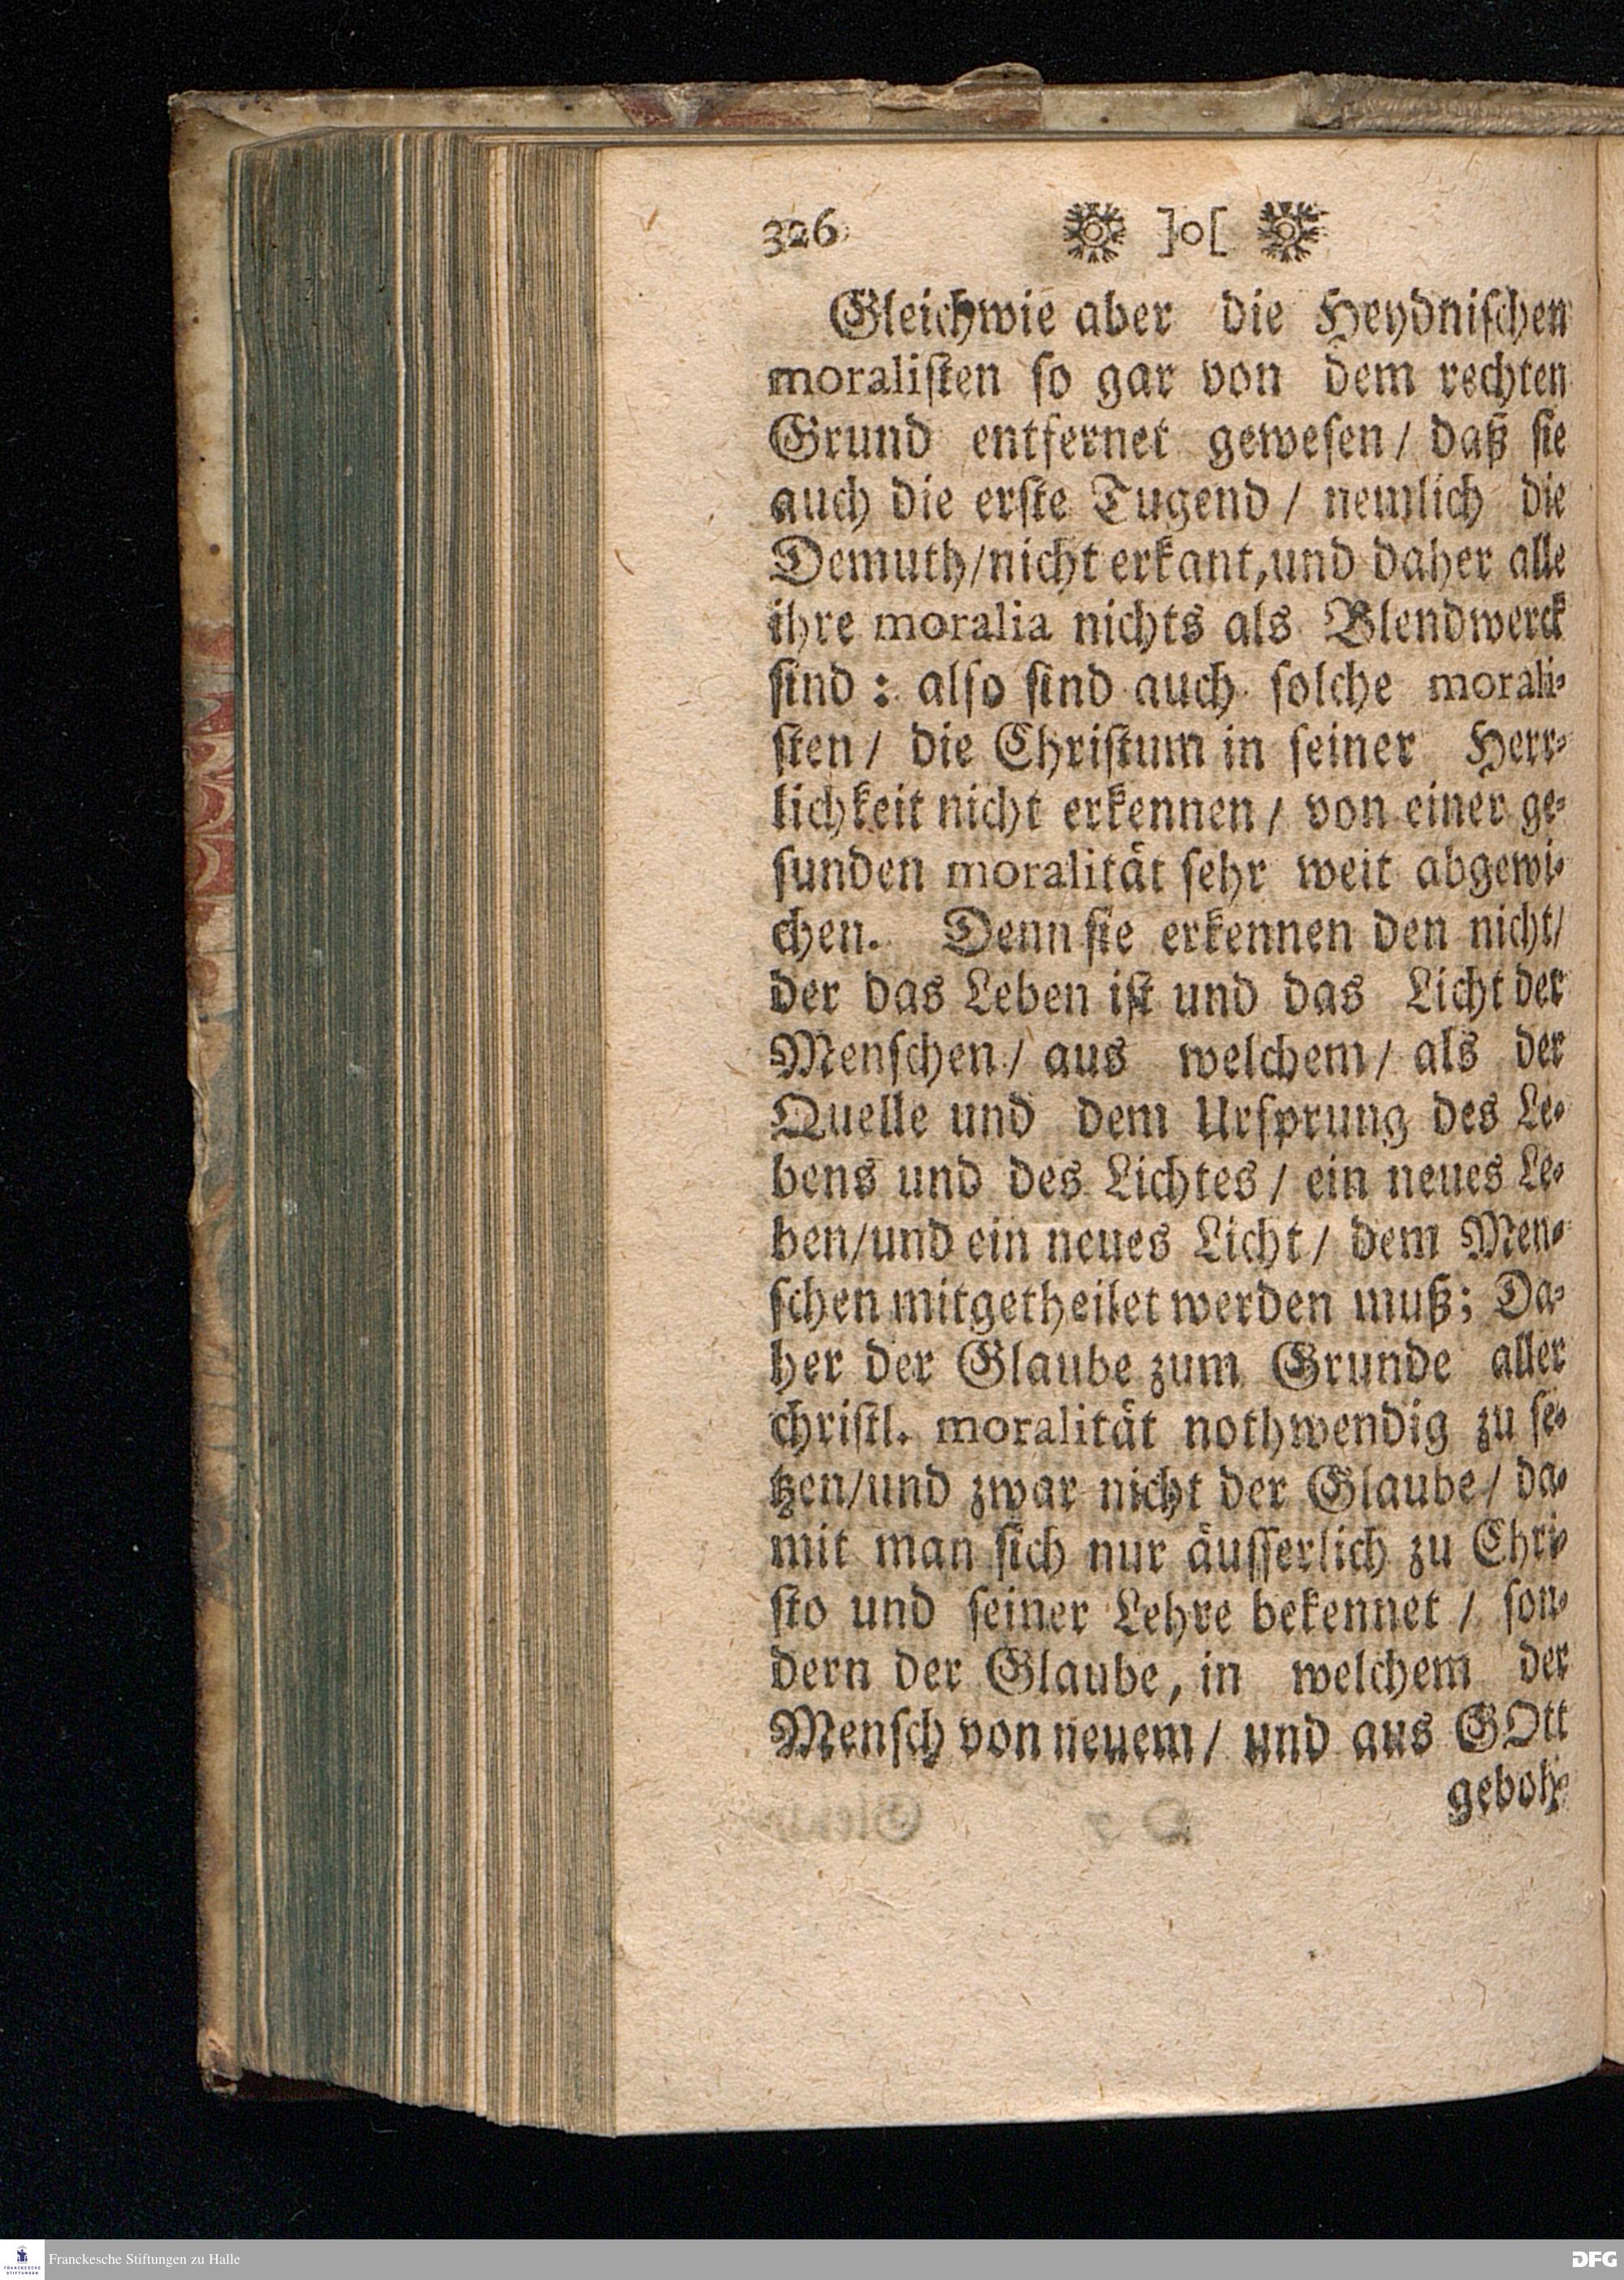 326 ]o[
Gleichwie aber die Heydnischen
moralisten so gar von dem rechten
Grund entfernet gewesen / daß sie
auch die erste Tugend / nemlich die
Demuth/nicht erkant,und daher alle
ihre moralia nichts als Blendwerck
sind : also sind auch solche morali-
sten / die Christum in seiner Herr-
lichkeit nicht erkennen / von einer ge-
sunden moralität sehr weit abgewi-
chen. Denn sie erkennen den nicht/
der das Leben ist und das Licht der
Menschen / aus welchem / als der
Quelle und dem Ursprung des Le-
bens und des Lichtes / ein neues Le-
ben/und ein neues Licht / dem Men-
schen mitgetheilet werden muß; Da-
her der Glaube zum Grunde aller
christl. moralität nothwendig zu se-
tzen/und zwar nicht der Glaube / da-
mit man sich nur äusserlich zu Chri-
sto und seiner Lehre bekennet / son-
dern der Glaube, in welchem der
Mensch von neuem / und aus GOtt
geboh-
Franckesche Stiftungen zu Halle
DFG